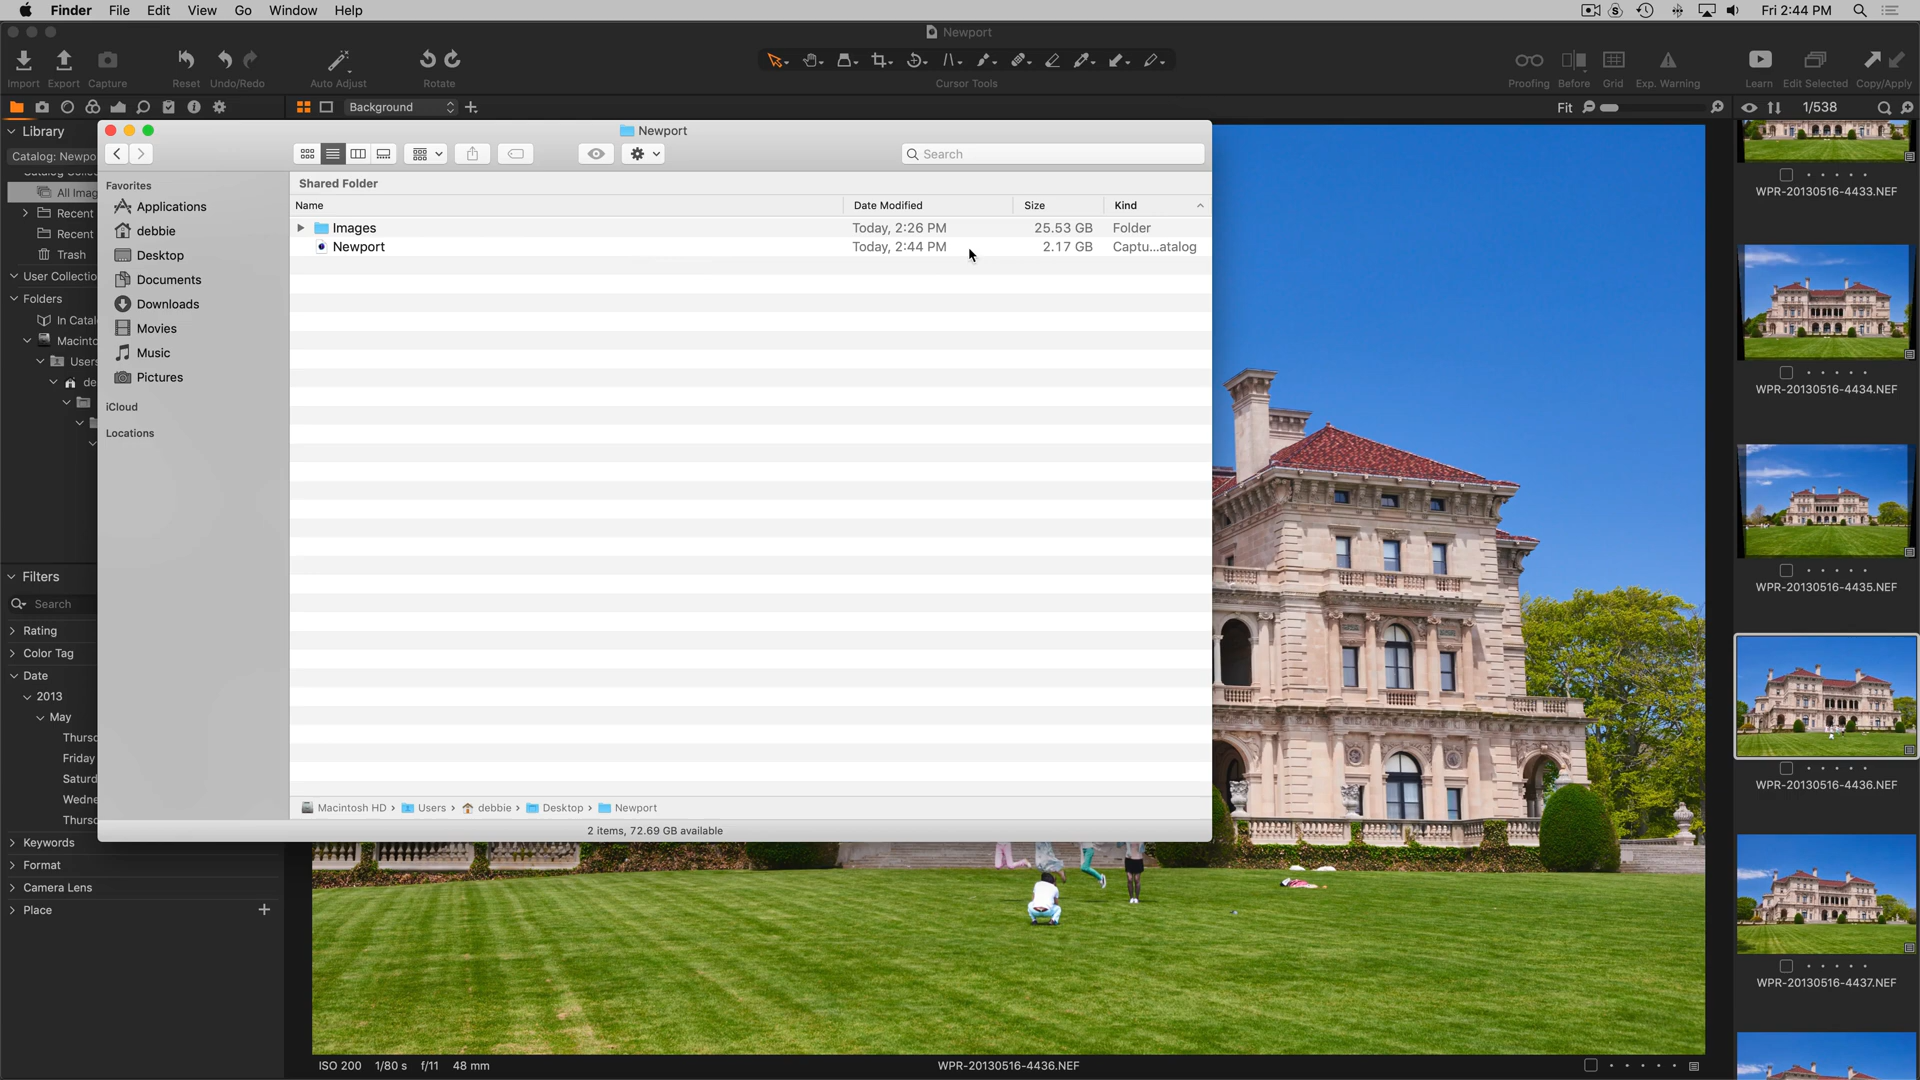 Finder File Edit View Go Window Help Fri 2:44 PM
Newport
Import Export Capture Reset Undo/Redo Auto Adjust Rotate Cursor Tools Proofing Before Grid Exp. Warning Learn Edit Selected Copy/Apply
Background Fit 1/538
Library
Catalog: Newpo
All Imag
Recent
Recent
Trash
User Collectio
Folders
In Catal
Macinto
Users
de
Filters
Search
Rating
Color Tag
Date
2013
May
Thursd
Friday
Saturd
Wedne
Thursd
Keywords
Format
Camera Lens
Place
Newport
Search
Favorites
Applications
debbie
Desktop
Documents
Downloads
Movies
Music
Pictures
iCloud
Locations
Shared Folder
Name Date Modified Size Kind
Images Today, 2:26 PM 25.53 GB Folder
Newport Today, 2:44 PM 2.17 GB Captu...atalog
Macintosh HD › Users › debbie › Desktop › Newport
2 items, 72.69 GB available
WPR-20130516-4433.NEF
WPR-20130516-4434.NEF
WPR-20130516-4435.NEF
WPR-20130516-4436.NEF
WPR-20130516-4437.NEF
ISO 200 1/80 s f/11 48 mm WPR-20130516-4436.NEF